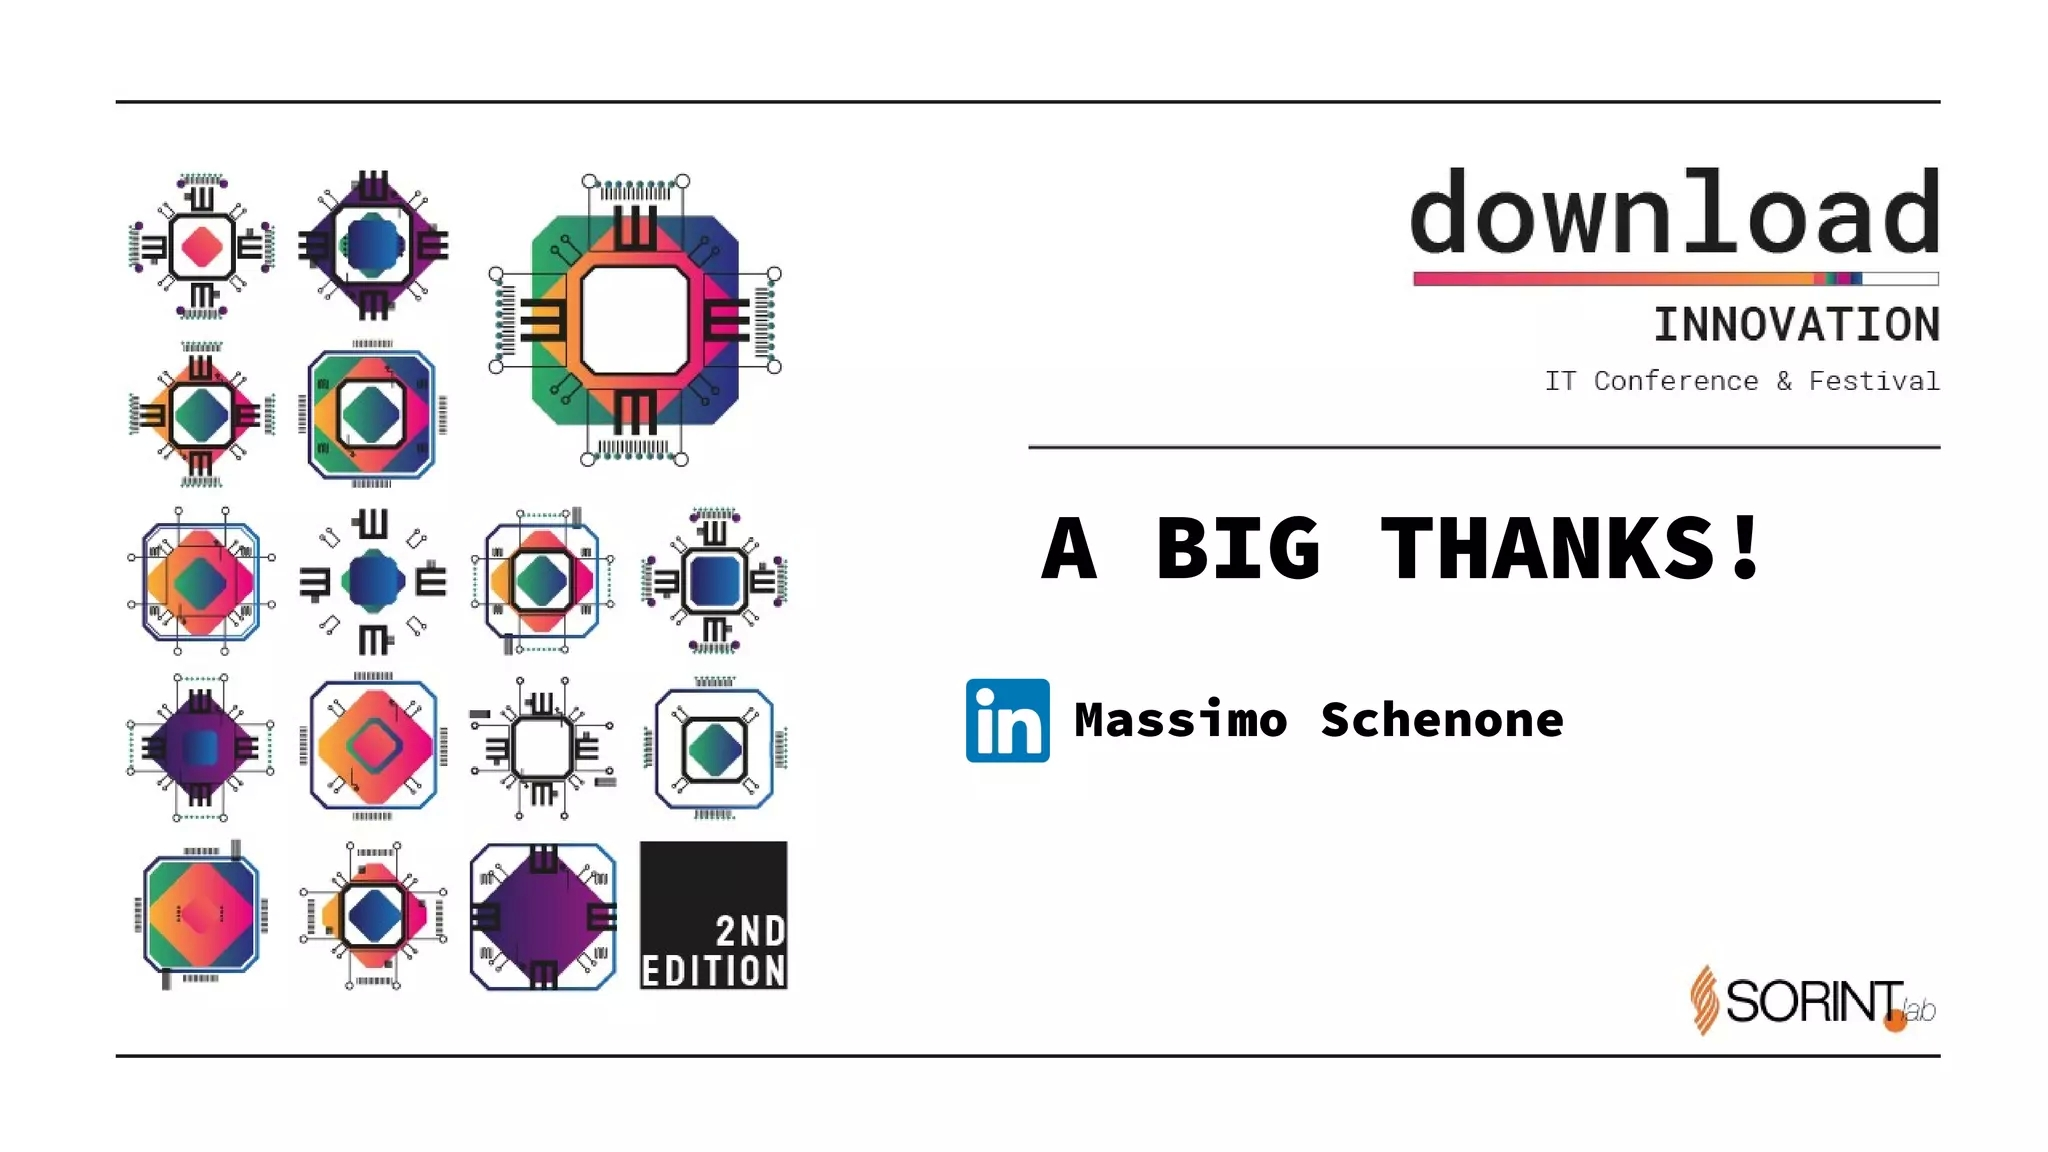 download
INNOVATION
IT Conference & Festival
A BIG THANKS!
in Massimo Schenone
2ND
EDITION
SORINT.lab